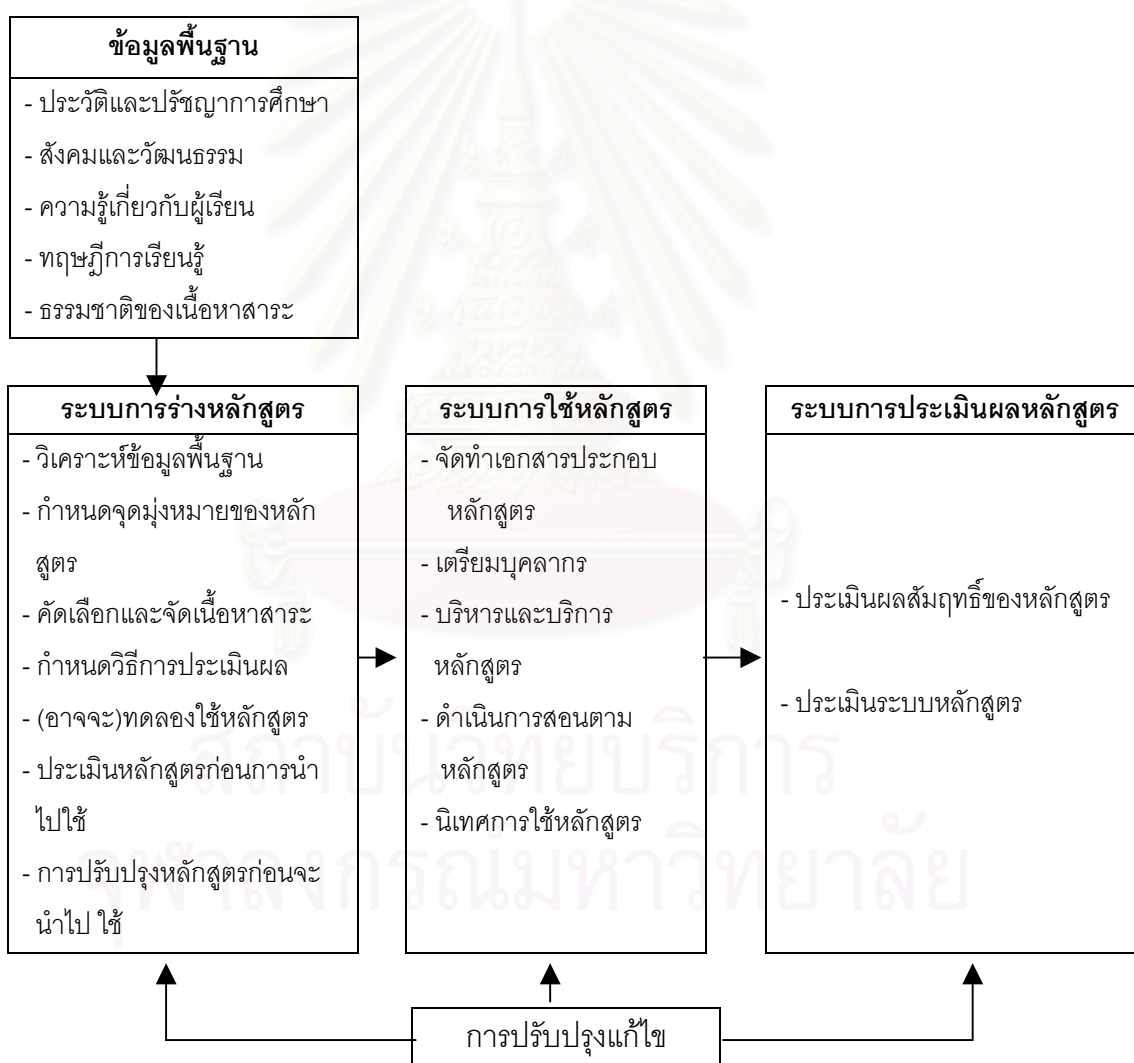 ข้อมูลพื้นฐาน
- ประวัติและปรัชญาการศึกษา
- สังคมและวัฒนธรรม
- ความรู้เกี่ยวกับผู้เรียน
- ทฤษฎีการเรียนรู้
- ธรรมชาติของเนื้อหาสาระ
ระบบการร่างหลักสูตร
- วิเคราะห์ข้อมูลพื้นฐาน
- กำหนดจุดมุ่งหมายของหลัก
สูตร
- คัดเลือกและจัดเนื้อหาสาระ
- กำหนดวิธีการประเมินผล
- (อาจจะ)ทดลองใช้หลักสูตร
- ประเมินหลักสูตรก่อนการนำ
ไปใช้
- การปรับปรุงหลักสูตรก่อนจะ
นำไป ใช้
ระบบการใช้หลักสูตร
- จัดทำเอกสารประกอบ
หลักสูตร
- เตรียมบุคลากร
- บริหารและบริการ
หลักสูตร
- ดำเนินการสอนตาม
หลักสูตร
- นิเทศการใช้หลักสูตร
ระบบการประเมินผลหลักสูตร
- ประเมินผลสัมฤทธิ์ของหลักสูตร
- ประเมินระบบหลักสูตร
การปรับปรุงแก้ไข
สถาบันวิทยบริการ
จุฬาลงกรณ์มหาวิทยาลัย